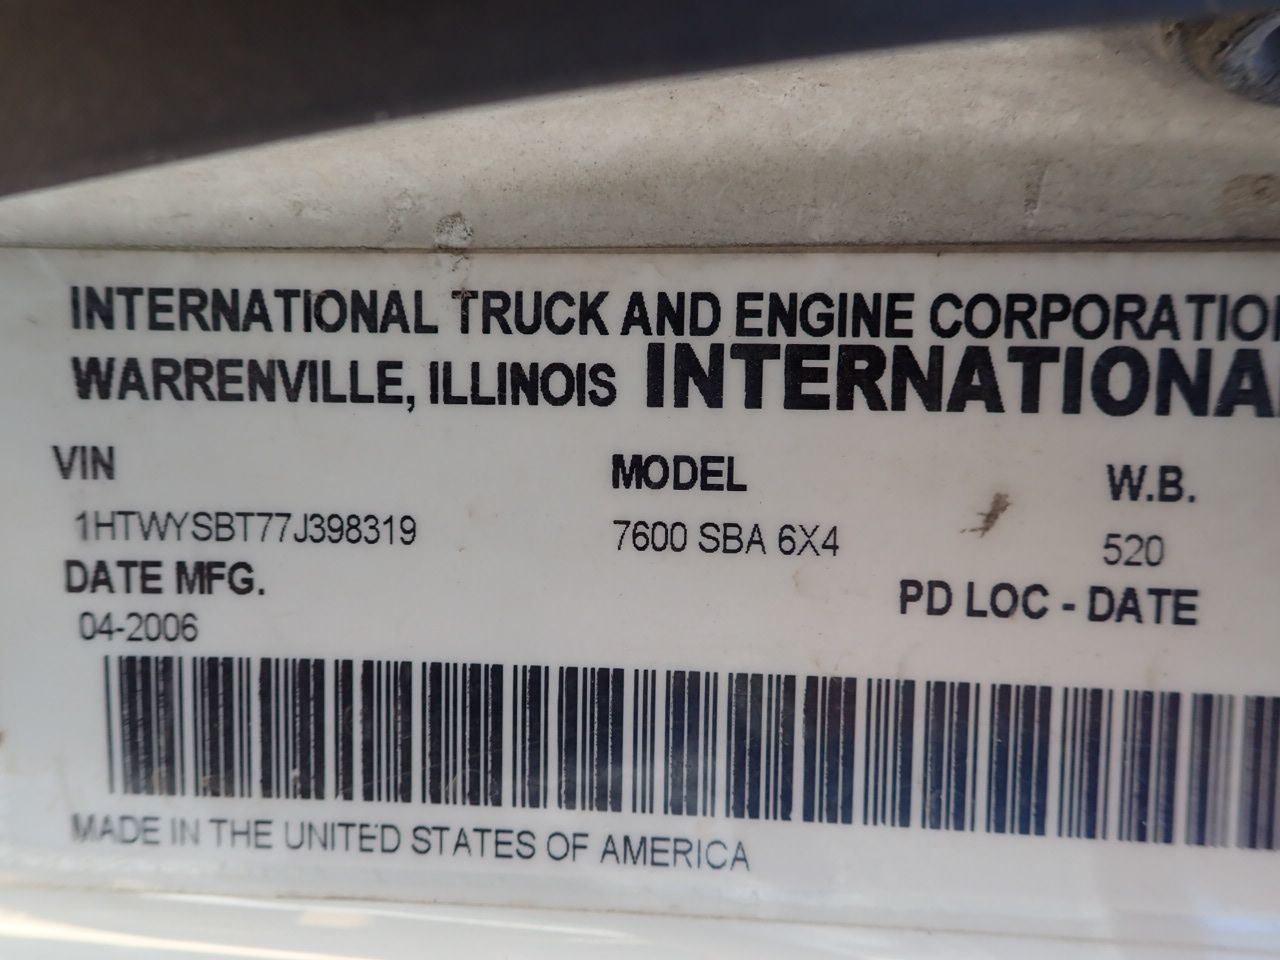 INTERNATIONAL TRUCK AND ENGINE CORPORATIO
WARRENVILLE, ILLINOIS INTERNATIONA
VIN MODEL W.B.
1HTWYSBT77J398319 7600 SBA 6X4 520
DATE MFG. PD LOC - DATE
04-2006
MADE IN THE UNITED STATES OF AMERICA